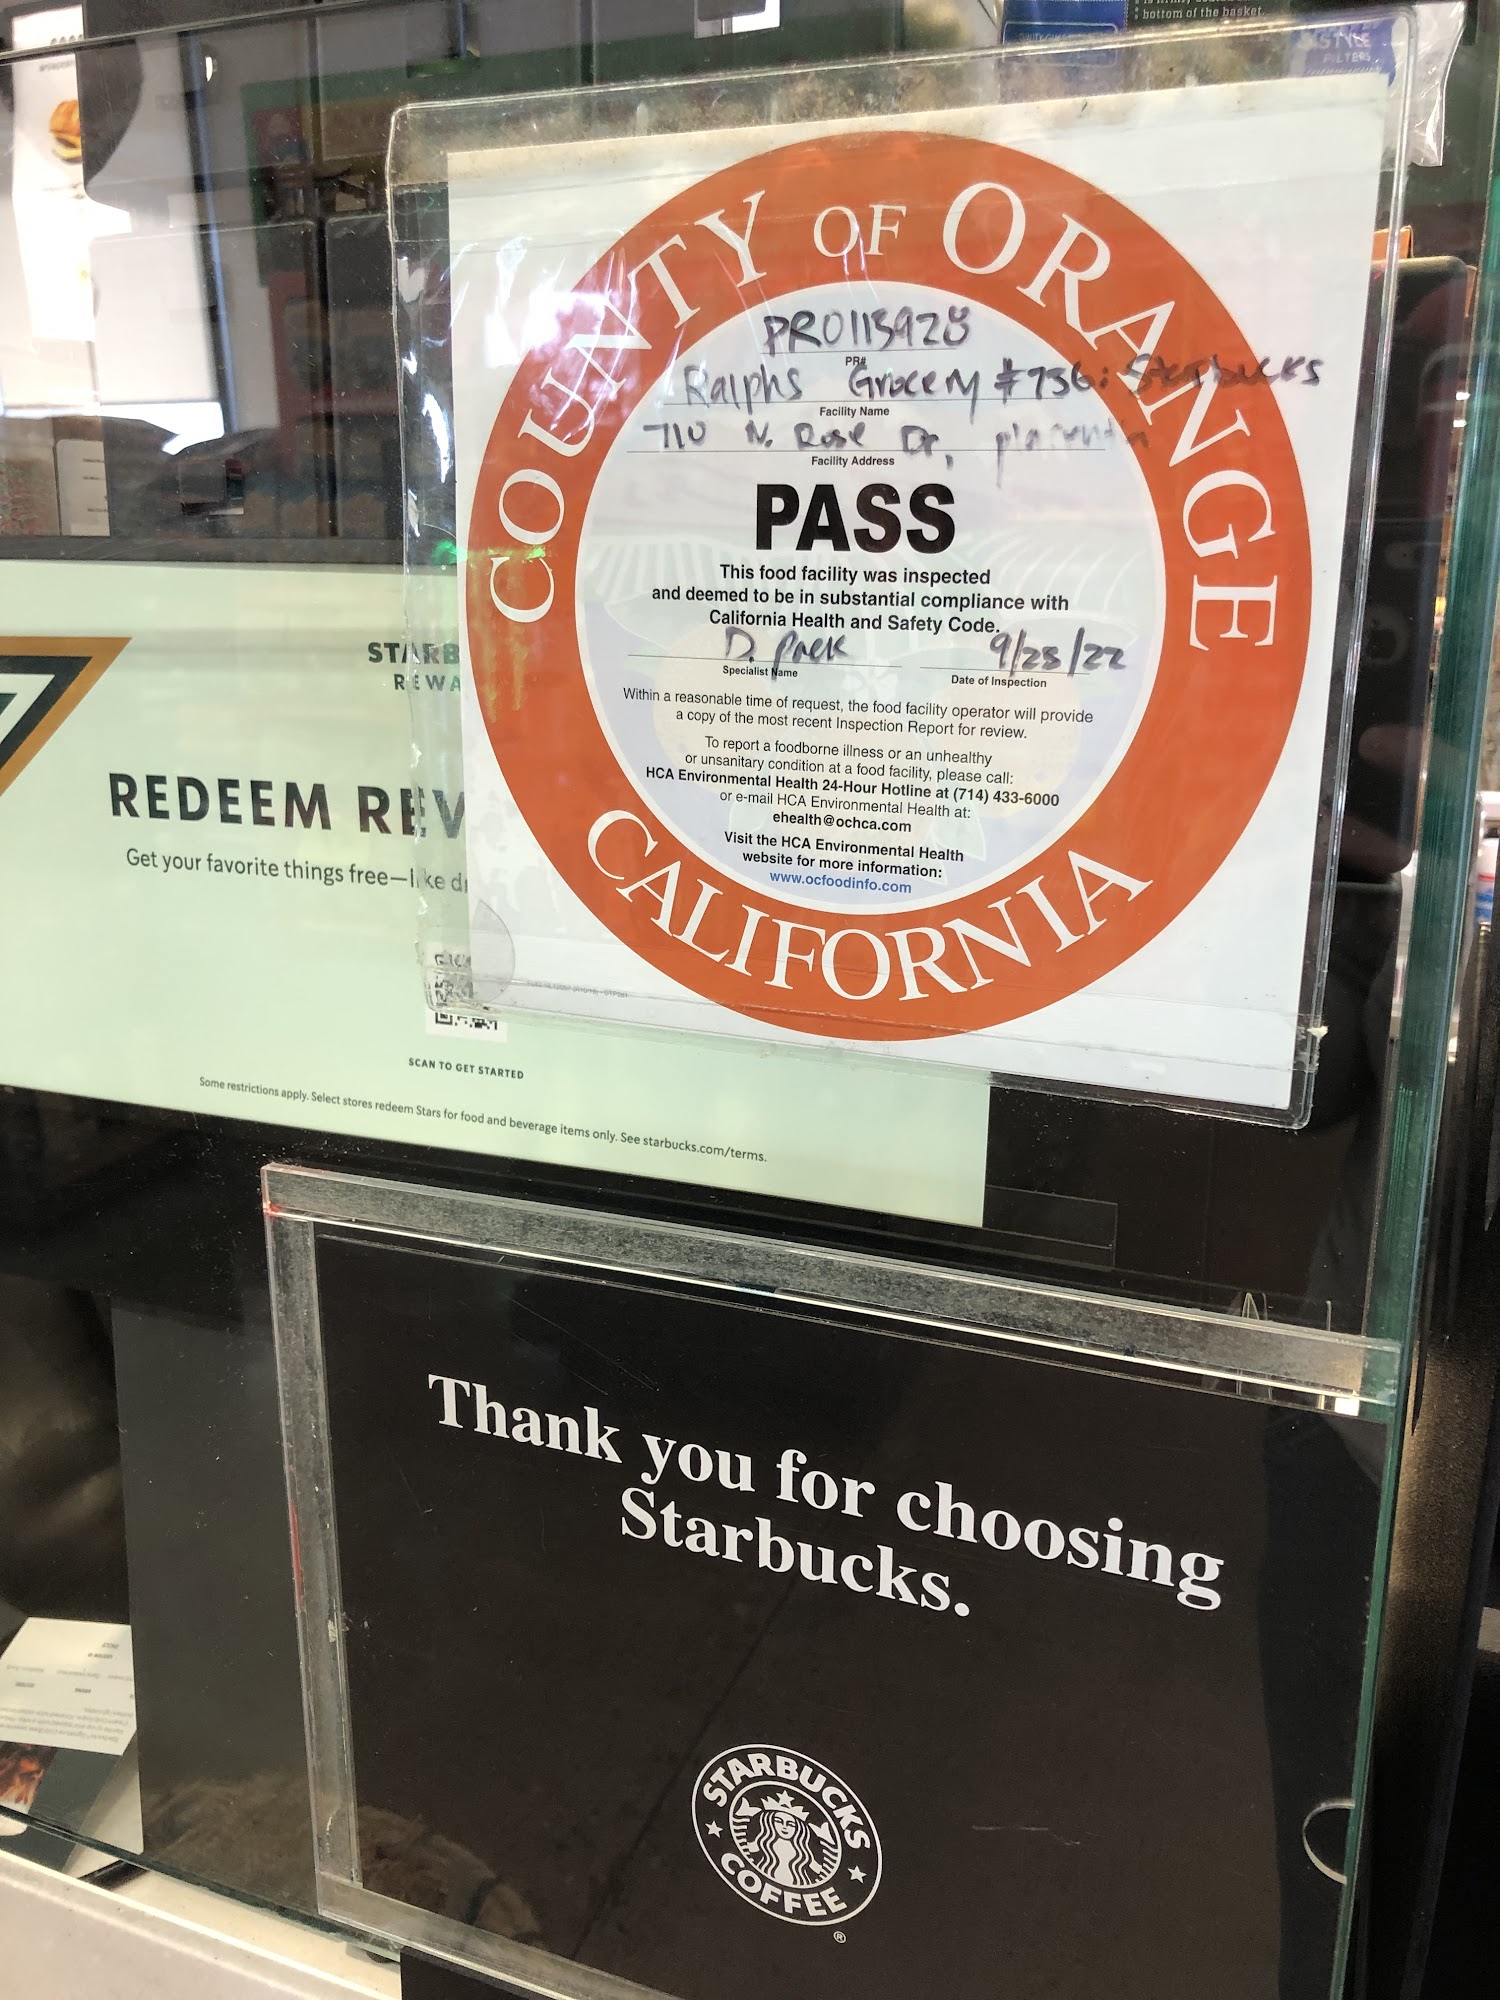 bottom of the basket.
STYLE
FILTERS
COUNTY OF ORANGE
PR0113928
PR#
Ralphs Grocery #736: Starbucks
Facility Name
710 N. Rose Dr, placentia
Facility Address
PASS
This food facility was inspected
and deemed to be in substantial compliance with
California Health and Safety Code.
D. Paek 9/28/22
Specialist Name Date of Inspection
Within a reasonable time of request, the food facility operator will provide
a copy of the most recent Inspection Report for review.
To report a foodborne illness or an unhealthy
or unsanitary condition at a food facility, please call:
HCA Environmental Health 24-Hour Hotline at (714) 433-6000
or e-mail HCA Environmental Health at:
ehealth@ochca.com
Visit the HCA Environmental Health
website for more information:
www.ocfoodinfo.com
CALIFORNIA
STARB
REWA
REDEEM REW
Get your favorite things free—like
SCAN TO GET STARTED
Some restrictions apply. Select stores redeem Stars for food and beverage items only. See starbucks.com/terms.
Thank you for choosing
Starbucks.
STARBUCKS
COFFEE
®